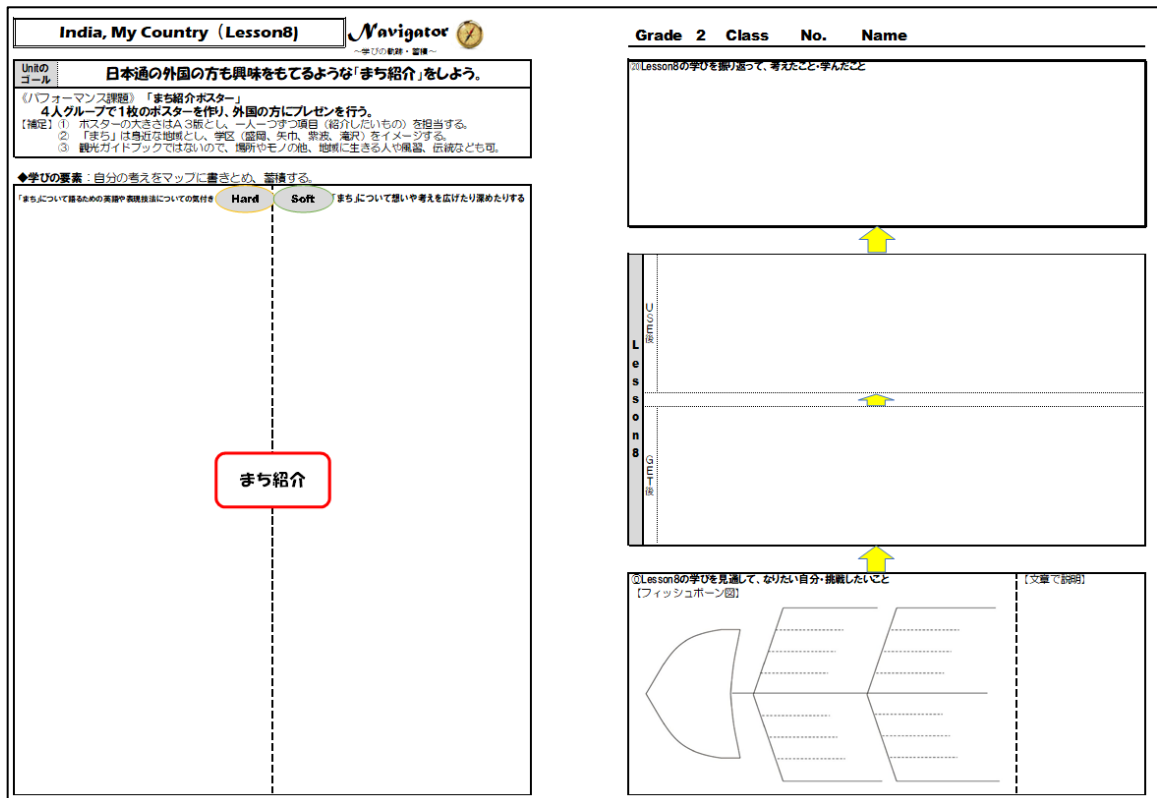 India, My Country（Lesson8)
Navigator
～学びの軌跡・蓄積～
Unitの
ゴール
日本通の外国の方も興味をもてるような「まち紹介」をしよう。
《パフォーマンス課題》「まち紹介ポスター」
４人グループで１枚のポスターを作り、外国の方にプレゼンを行う。
【補足】① ポスターの大きさはＡ３版とし、一人一つずつ項目（紹介したいもの）を担当する。
② 「まち」は身近な地域とし、学区（盛岡、矢巾、紫波、滝沢）をイメージする。
③ 観光ガイドブックではないので、場所やモノの他、地域に生きる人や風習、伝統なども可。
◆学びの要素：自分の考えをマップに書きとめ、蓄積する。
「まち」について語るための英語や表現技法についての気付き
Hard
Soft
「まち」について想いや考えを広げたり深めたりする
まち紹介
Grade 2 Class No. Name
⑳Lesson8の学びを振り返って、考えたこと・学んだこと
Lesson8
USE後
GET後
⓪Lesson8の学びを見通して、なりたい自分・挑戦したいこと
【フィッシュボーン図】
【文章で説明】